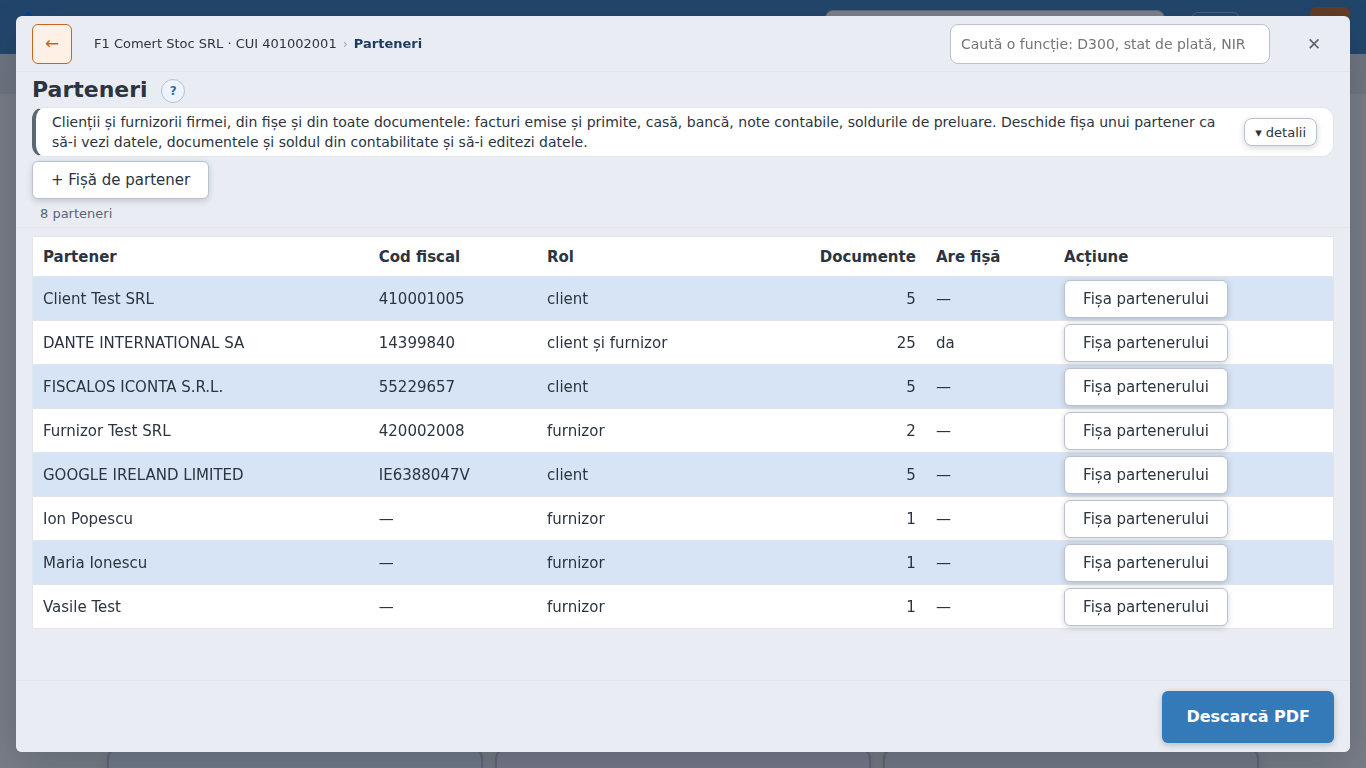 ← F1 Comert Stoc SRL · CUI 401002001 › Parteneri Caută o funcție: D300, stat de plată, NIR ✕
Parteneri ?
Clienții și furnizorii firmei, din fișe și din toate documentele: facturi emise și primite, casă, bancă, note contabile, soldurile de preluare. Deschide fișa unui partener ca
să-i vezi datele, documentele și soldul din contabilitate și să-i editezi datele.
▾ detalii
+ Fișă de partener
8 parteneri
Partener Cod fiscal Rol Documente Are fișă Acțiune
Client Test SRL 410001005 client 5 — Fișa partenerului
DANTE INTERNATIONAL SA 14399840 client și furnizor 25 da Fișa partenerului
FISCALOS ICONTA S.R.L. 55229657 client 5 — Fișa partenerului
Furnizor Test SRL 420002008 furnizor 2 — Fișa partenerului
GOOGLE IRELAND LIMITED IE6388047V client 5 — Fișa partenerului
Ion Popescu — furnizor 1 — Fișa partenerului
Maria Ionescu — furnizor 1 — Fișa partenerului
Vasile Test — furnizor 1 — Fișa partenerului
Descarcă PDF